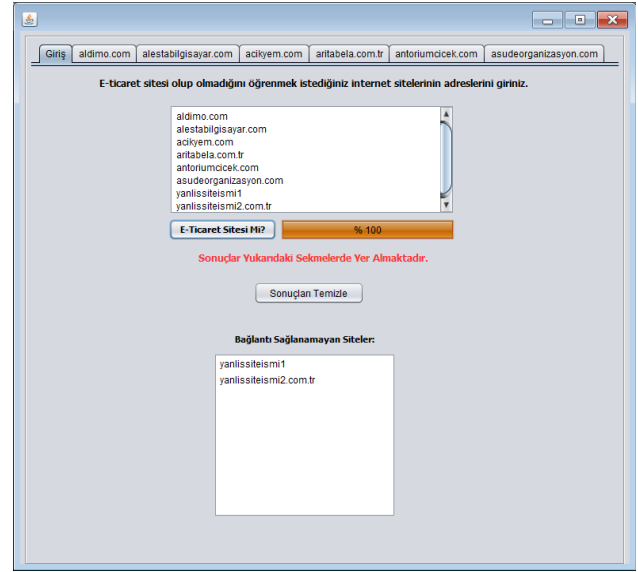 Giriş aldimo.com alestabilgisayar.com acikyem.com aritabela.com.tr antoriumcicek.com asudeorganizasyon.com
E-ticaret sitesi olup olmadığını öğrenmek istediğiniz internet sitelerinin adreslerini giriniz.
aldimo.com
alestabilgisayar.com
acikyem.com
aritabela.com.tr
antoriumcicek.com
asudeorganizasyon.com
yanlissiteismi1
yanlissiteismi2.com.tr
E-Ticaret Sitesi Mi? % 100
Sonuçlar Yukarıdaki Sekmelerde Yer Almaktadır.
Sonuçları Temizle
Bağlantı Sağlanamayan Siteler:
yanlissiteismi1
yanlissiteismi2.com.tr